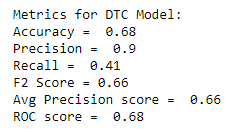 Metrics for DTC Model:
Accuracy =  0.68
Precision =  0.9
Recall =  0.41
F2 Score = 0.66
Avg Precision score =  0.66
ROC score =  0.68